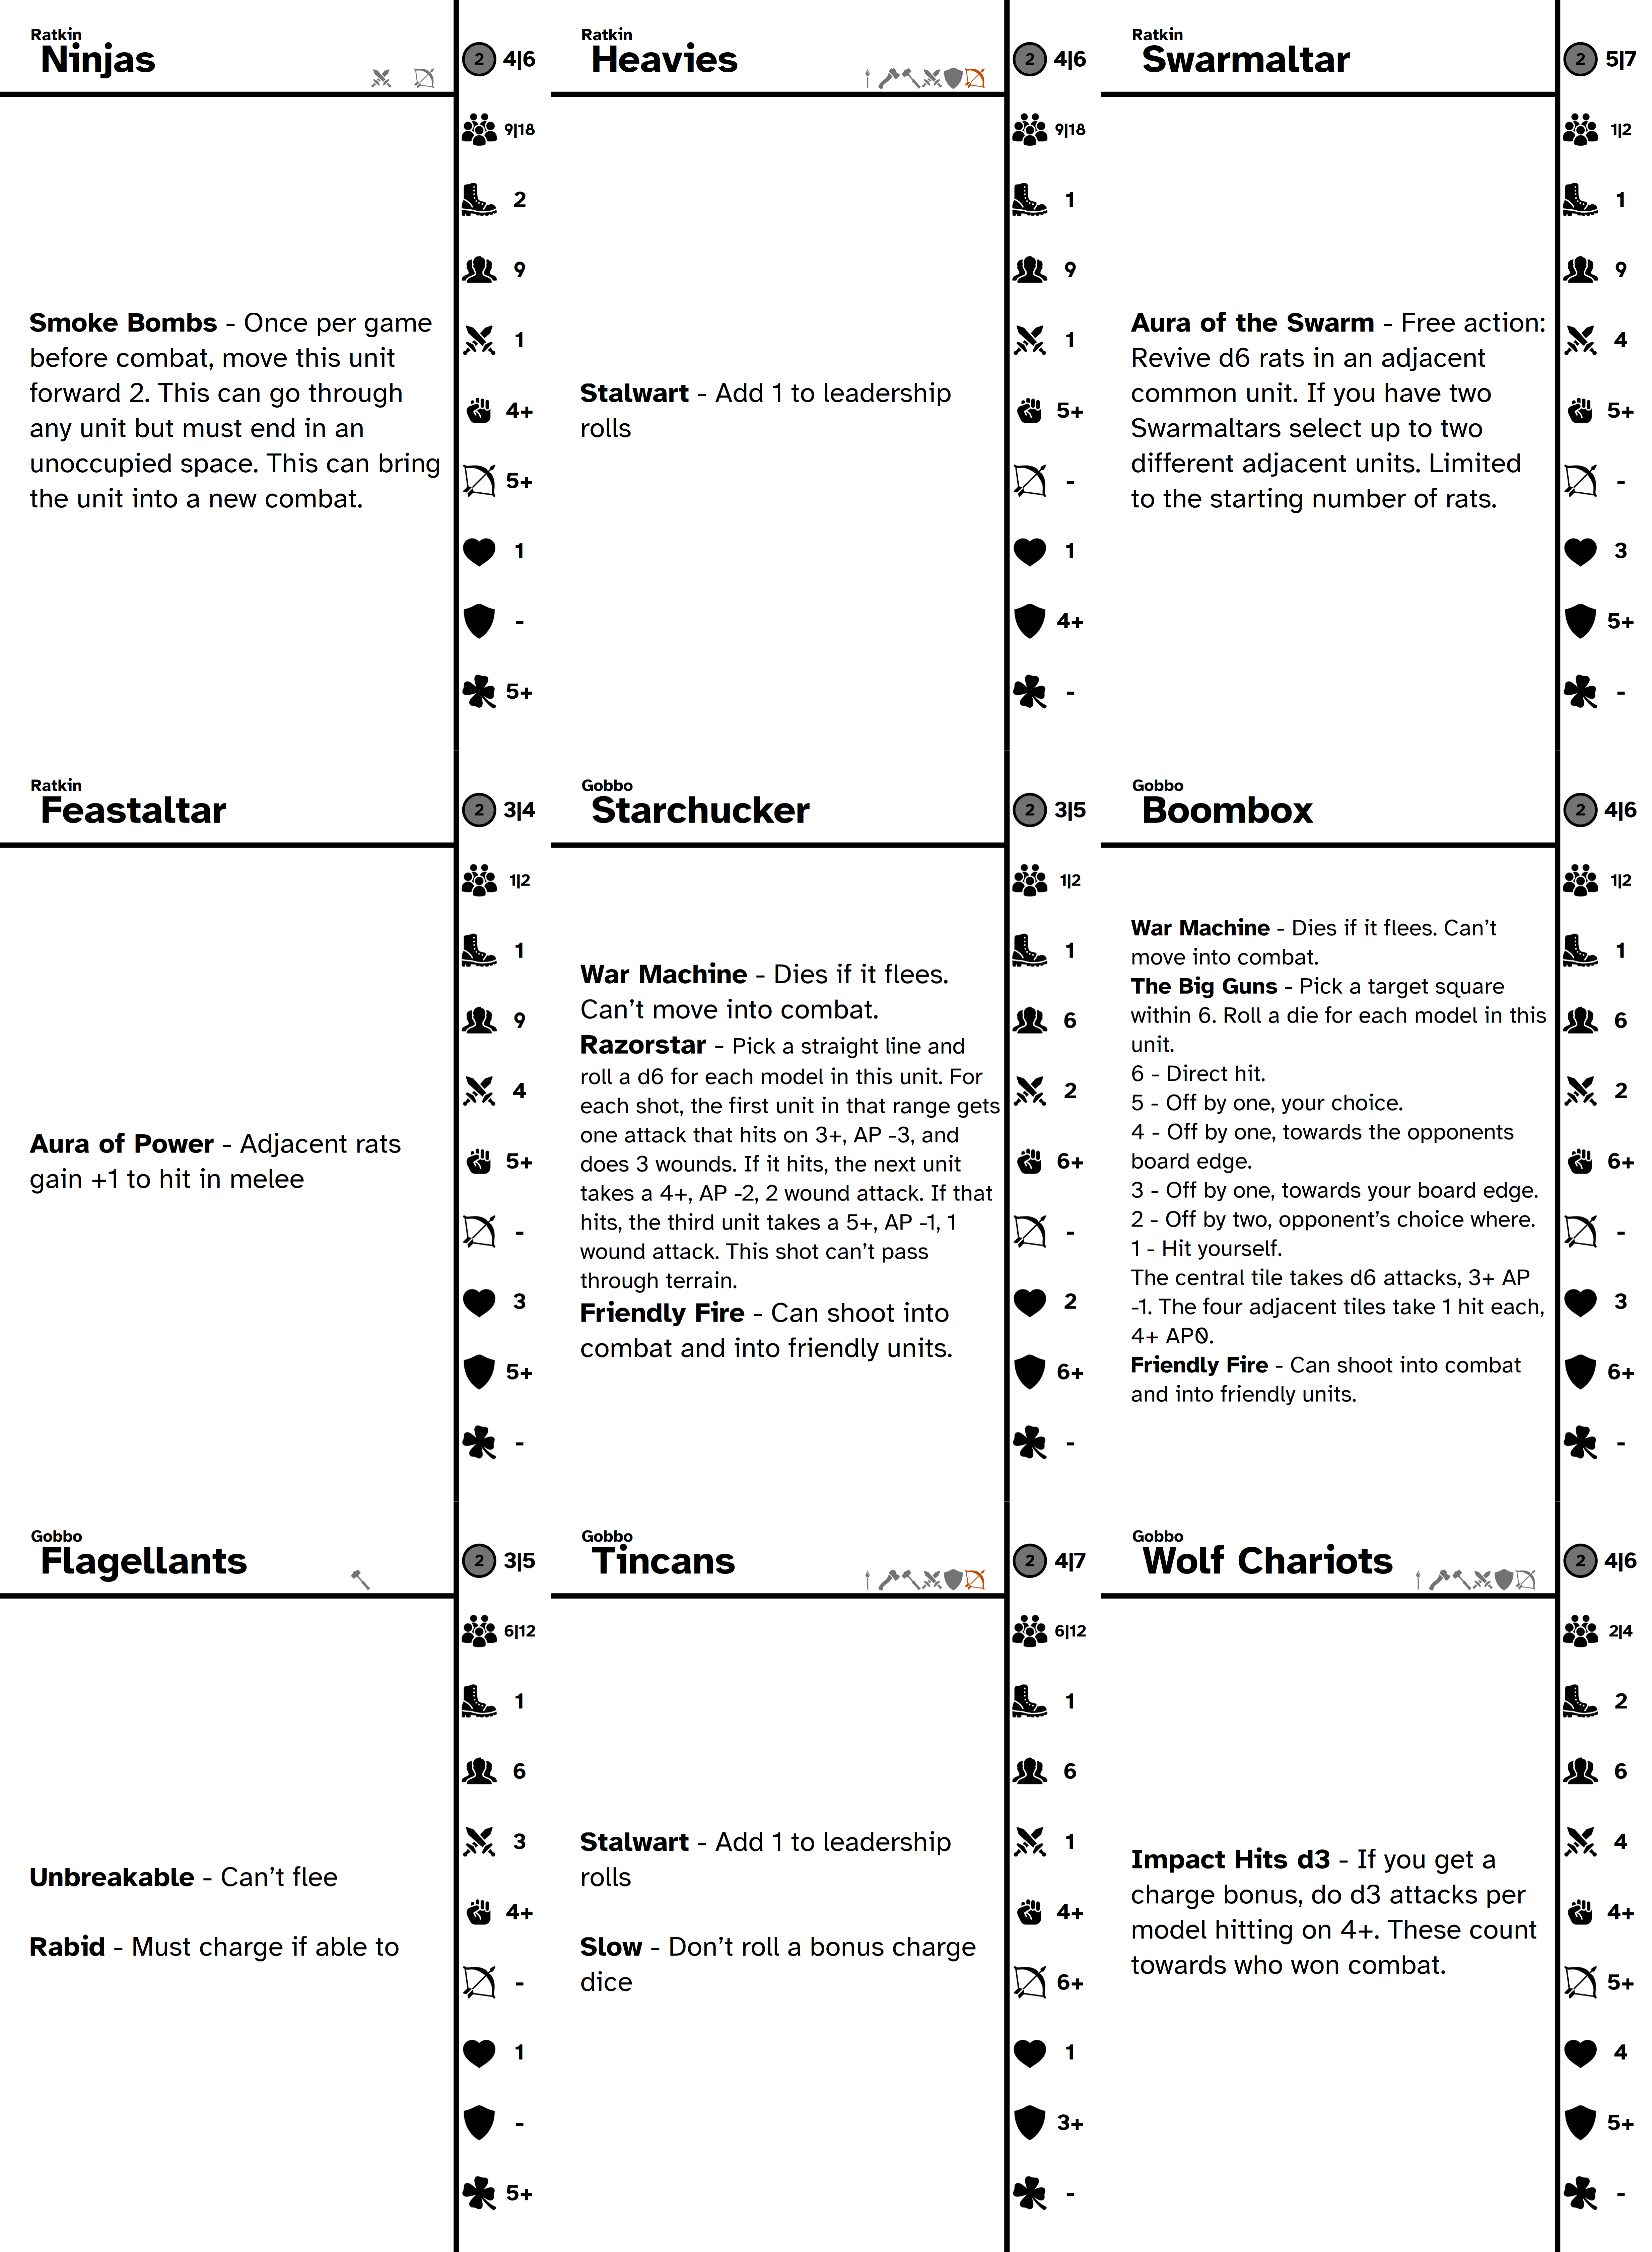 Ratkin
Ninjas
2 4|6
9|18
2
9
1
4+
5+
1
-
5+
Smoke Bombs - Once per game
before combat, move this unit
forward 2. This can go through
any unit but must end in an
unoccupied space. This can bring
the unit into a new combat.
Ratkin
Heavies
2 4|6
9|18
1
9
1
5+
-
1
4+
-
Stalwart - Add 1 to leadership
rolls
Ratkin
Swarmaltar
2 5|7
1|2
1
9
4
5+
-
3
5+
-
Aura of the Swarm - Free action:
Revive d6 rats in an adjacent
common unit. If you have two
Swarmaltars select up to two
different adjacent units. Limited
to the starting number of rats.
Ratkin
Feastaltar
2 3|4
1|2
1
9
4
5+
-
3
5+
-
Aura of Power - Adjacent rats
gain +1 to hit in melee
Gobbo
Starchucker
2 3|5
1|2
1
6
2
6+
-
2
6+
-
War Machine - Dies if it flees.
Can't move into combat.
Razorstar - Pick a straight line and
roll a d6 for each model in this unit. For
each shot, the first unit in that range gets
one attack that hits on 3+, AP -3, and
does 3 wounds. If it hits, the next unit
takes a 4+, AP -2, 2 wound attack. If that
hits, the third unit takes a 5+, AP -1, 1
wound attack. This shot can't pass
through terrain.
Friendly Fire - Can shoot into
combat and into friendly units.
Gobbo
Boombox
2 4|6
1|2
1
6
2
6+
-
3
6+
-
War Machine - Dies if it flees. Can't
move into combat.
The Big Guns - Pick a target square
within 6. Roll a die for each model in this
unit.
6 - Direct hit.
5 - Off by one, your choice.
4 - Off by one, towards the opponents
board edge.
3 - Off by one, towards your board edge.
2 - Off by two, opponent's choice where.
1 - Hit yourself.
The central tile takes d6 attacks, 3+ AP
-1. The four adjacent tiles take 1 hit each,
4+ AP0.
Friendly Fire - Can shoot into combat
and into friendly units.
Gobbo
Flagellants
2 3|5
6|12
1
6
3
4+
-
1
-
5+
Unbreakable - Can't flee
Rabid - Must charge if able to
Gobbo
Tincans
2 4|7
6|12
1
6
1
4+
6+
1
3+
-
Stalwart - Add 1 to leadership
rolls
Slow - Don't roll a bonus charge
dice
Gobbo
Wolf Chariots
2 4|6
2|4
2
6
4
4+
5+
4
5+
-
Impact Hits d3 - If you get a
charge bonus, do d3 attacks per
model hitting on 4+. These count
towards who won combat.